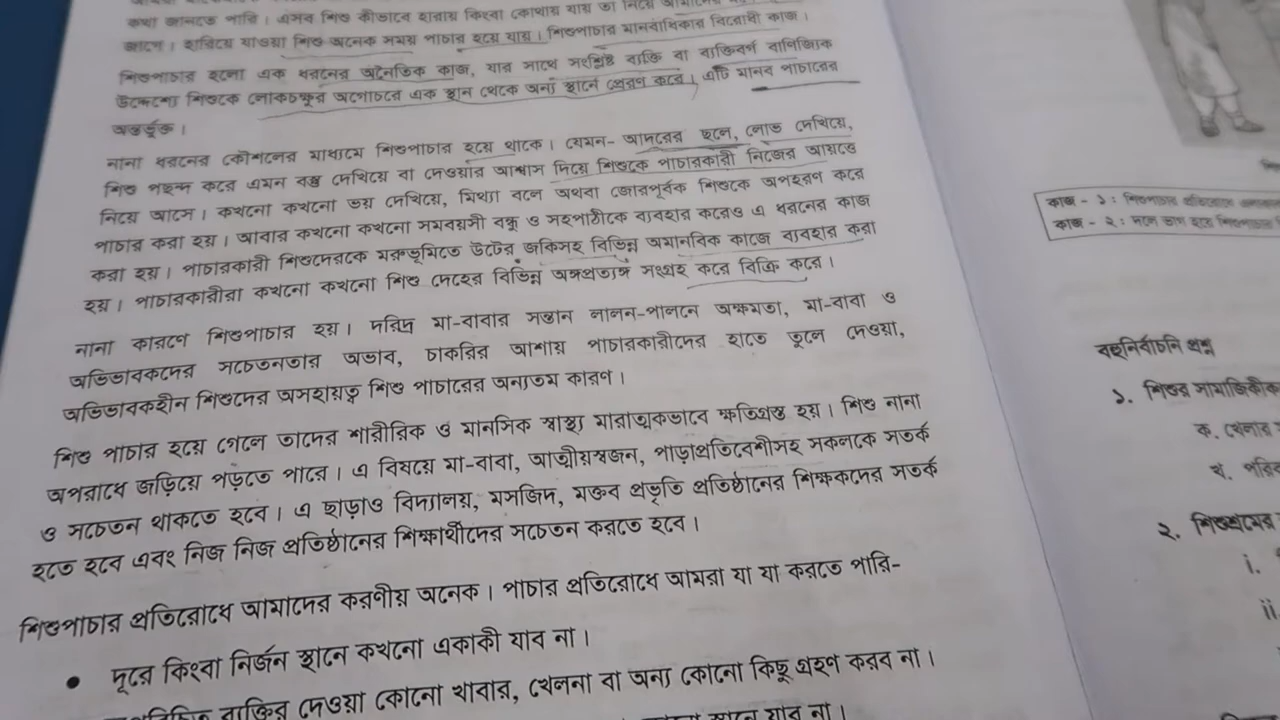 কথা জানতে পারি। এসব শিশু কীভাবে হারায় কিংবা কোথায় যায় তা নিয়ে
জাগে। হারিয়ে যাওয়া শিশু অনেক সময় পাচার হয়ে যায়। শিশুপাচার মানবাধিকার বিরোধী কাজ।
শিশুপাচার হলো এক ধরনের অনৈতিক কাজ, যার সাথে সংশ্লিষ্ট ব্যক্তি বা ব্যক্তিবর্গ বাণিজ্যিক
উদ্দেশ্যে শিশুকে লোকচক্ষুর অগোচরে এক স্থান থেকে অন্য স্থানে প্রেরণ করে। এটি মানব পাচারের
অন্তর্ভুক্ত।
নানা ধরনের কৌশলের মাধ্যমে শিশুপাচার হয়ে থাকে। যেমন- আদরের ছলে, লোভ দেখিয়ে,
শিশু পছন্দ করে এমন বস্তু দেখিয়ে বা দেওয়ার আশ্বাস দিয়ে শিশুকে পাচারকারী নিজের আয়ত্তে
নিয়ে আসে। কখনো কখনো ভয় দেখিয়ে, মিথ্যা বলে অথবা জোরপূর্বক শিশুকে অপহরণ করে
পাচার করা হয়। আবার কখনো কখনো সমবয়সী বন্ধু ও সহপাঠীকে ব্যবহার করেও এ ধরনের কাজ
করা হয়। পাচারকারী শিশুদেরকে মরুভূমিতে উটের জকিসহ বিভিন্ন অমানবিক কাজে ব্যবহার করা
হয়। পাচারকারীরা কখনো কখনো শিশু দেহের বিভিন্ন অঙ্গপ্রত্যঙ্গ সংগ্রহ করে বিক্রি করে।
নানা কারণে শিশুপাচার হয়। দরিদ্র মা-বাবার সন্তান লালন-পালনে অক্ষমতা, মা-বাবা ও
অভিভাবকদের সচেতনতার অভাব, চাকরির আশায় পাচারকারীদের হাতে তুলে দেওয়া,
অভিভাবকহীন শিশুদের অসহায়ত্ব শিশু পাচারের অন্যতম কারণ।
শিশু পাচার হয়ে গেলে তাদের শারীরিক ও মানসিক স্বাস্থ্য মারাত্মকভাবে ক্ষতিগ্রস্ত হয়। শিশু নানা
অপরাধে জড়িয়ে পড়তে পারে। এ বিষয়ে মা-বাবা, আত্মীয়স্বজন, পাড়াপ্রতিবেশীসহ সকলকে সতর্ক
ও সচেতন থাকতে হবে। এ ছাড়াও বিদ্যালয়, মসজিদ, মক্তব প্রভৃতি প্রতিষ্ঠানের শিক্ষকদের সতর্ক
হতে হবে এবং নিজ নিজ প্রতিষ্ঠানের শিক্ষার্থীদের সচেতন করতে হবে।
শিশুপাচার প্রতিরোধে আমাদের করণীয় অনেক। পাচার প্রতিরোধে আমরা যা যা করতে পারি-
• দূরে কিংবা নির্জন স্থানে কখনো একাকী যাব না।
ব্যক্তির দেওয়া কোনো খাবার, খেলনা বা অন্য কোনো কিছু গ্রহণ করব না।
যাব না।
কাজ - ১ : শিশুপাচার প্রতিরোধে
কাজ - ২ : দলে ভাগ হয়ে
বহুনির্বাচনি প্রশ্ন
১. শিশুর
ক. খেলার
খ.
২. শিশুশ্রমের
i.
ii